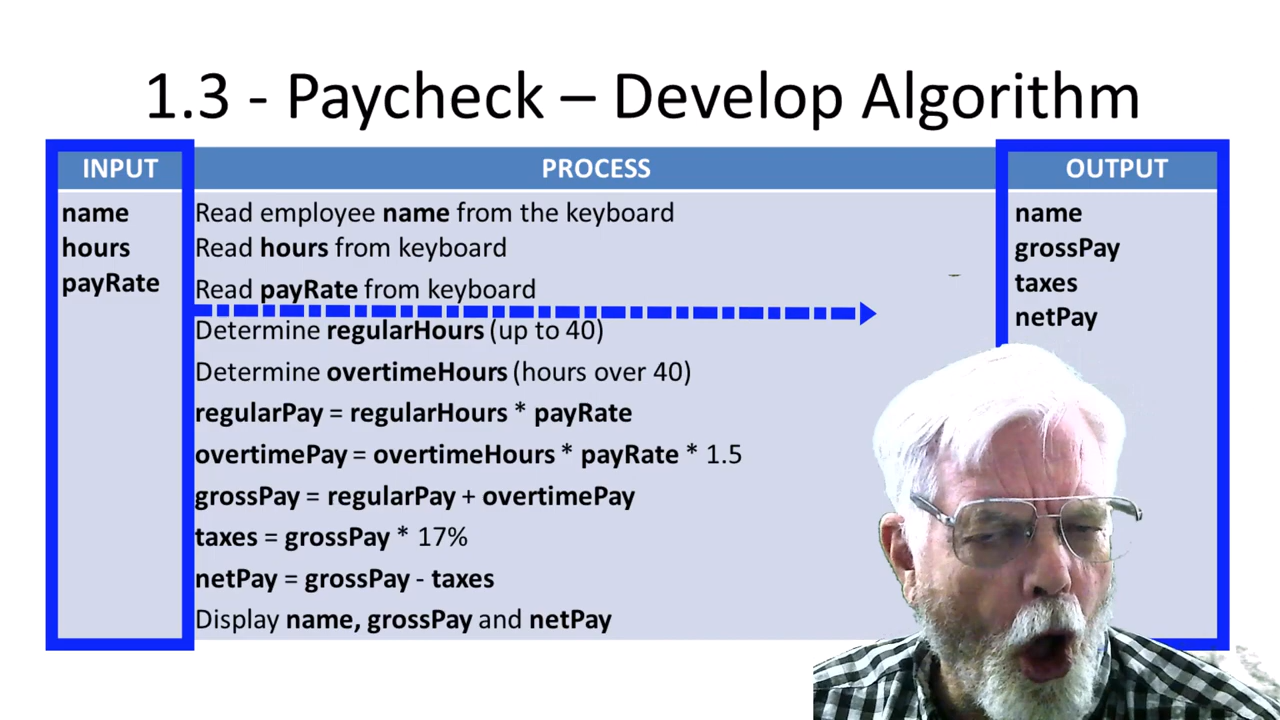 1.3 - Paycheck – Develop Algorithm
INPUT
PROCESS
OUTPUT
name
hours
payRate
Read employee name from the keyboard
Read hours from keyboard
Read payRate from keyboard
Determine regularHours (up to 40)
Determine overtimeHours (hours over 40)
regularPay = regularHours * payRate
overtimePay = overtimeHours * payRate * 1.5
grossPay = regularPay + overtimePay
taxes = grossPay * 17%
netPay = grossPay - taxes
Display name, grossPay and netPay
name
grossPay
taxes
netPay